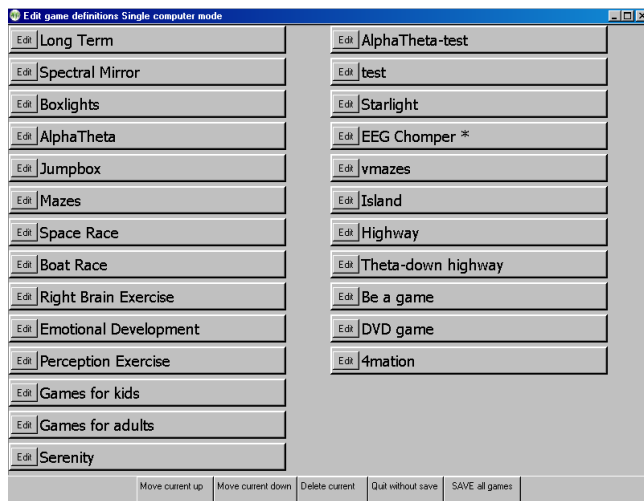 Edit game definitions Single computer mode
Edit Long Term
Edit Spectral Mirror
Edit Boxlights
Edit AlphaTheta
Edit Jumpbox
Edit Mazes
Edit Space Race
Edit Boat Race
Edit Right Brain Exercise
Edit Emotional Development
Edit Perception Exercise
Edit Games for kids
Edit Games for adults
Edit Serenity
Edit AlphaTheta-test
Edit test
Edit Starlight
Edit EEG Chomper *
Edit vmazes
Edit Island
Edit Highway
Edit Theta-down highway
Edit Be a game
Edit DVD game
Edit 4mation
Move current up Move current down Delete current Quit without save SAVE all games